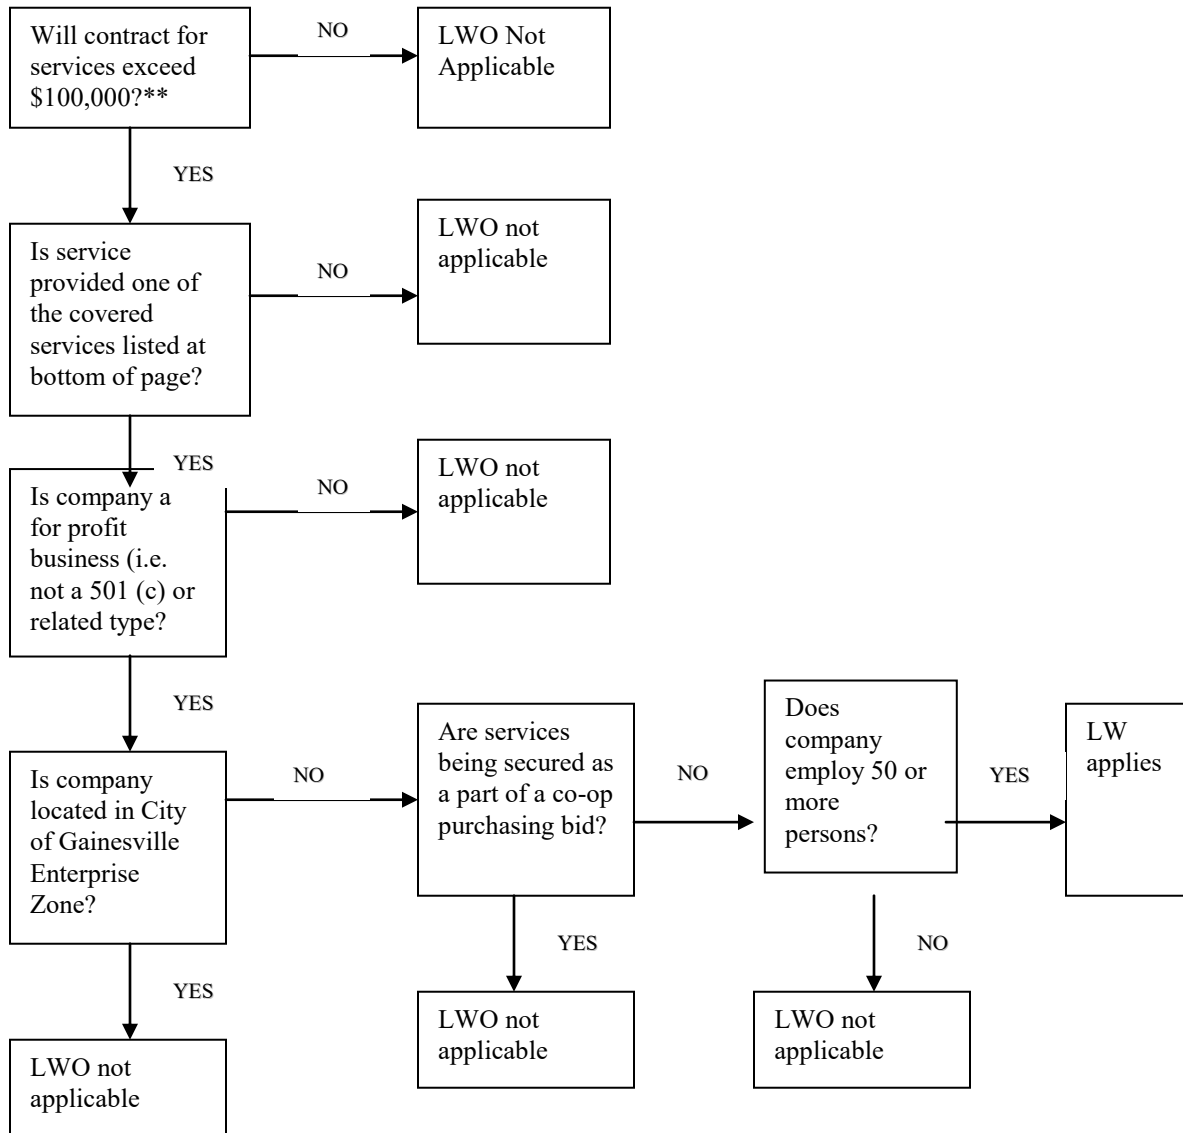 Will contract for
services exceed
$100,000?**
NO
LWO Not
Applicable
YES
Is service
provided one of
the covered
services listed at
bottom of page?
NO
LWO not
applicable
YES
Is company a
for profit
business (i.e.
not a 501 (c) or
related type?
NO
LWO not
applicable
YES
Is company
located in City
of Gainesville
Enterprise
Zone?
NO
Are services
being secured as
a part of a co-op
purchasing bid?
NO
Does
company
employ 50 or
more
persons?
YES
LW
applies
YES
LWO not
applicable
YES
LWO not
applicable
NO
LWO not
applicable